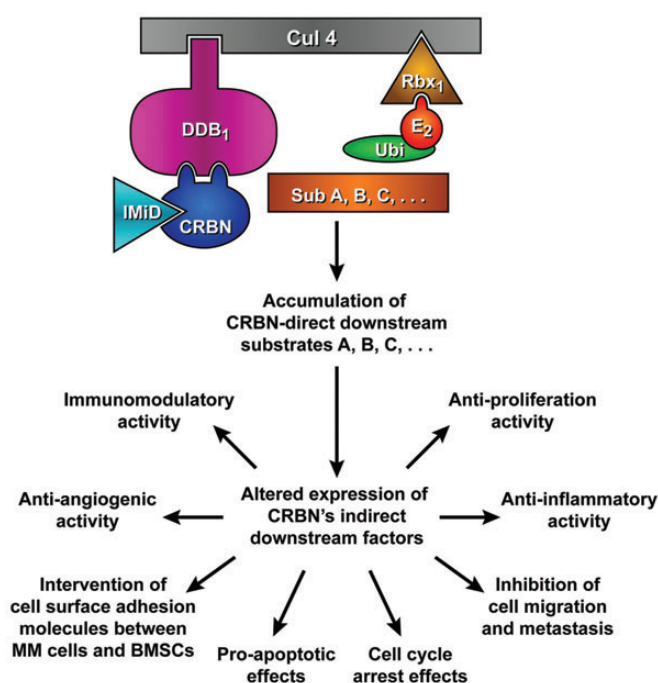 Cul 4
Rbx1
DDB1
E2
Ubi
IMiD
CRBN
Sub A, B, C, . . .
Accumulation of
CRBN-direct downstream
substrates A, B, C, . . .
Immunomodulatory
activity
Anti-proliferation
activity
Anti-angiogenic
activity
Altered expression of
CRBN's indirect
downstream factors
Anti-inflammatory
activity
Intervention of
cell surface adhesion
molecules between
MM cells and BMSCs
Pro-apoptotic
effects
Cell cycle
arrest effects
Inhibition of
cell migration
and metastasis